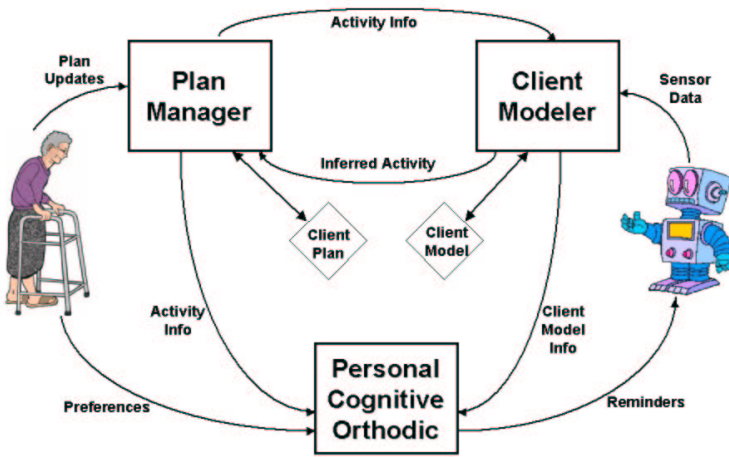 Activity Info
Plan
Updates
Plan
Manager
Client
Modeler
Sensor
Data
Inferred Activity
Client
Plan
Client
Model
Activity
Info
Client
Model
Info
Personal
Cognitive
Orthodic
Preferences
Reminders